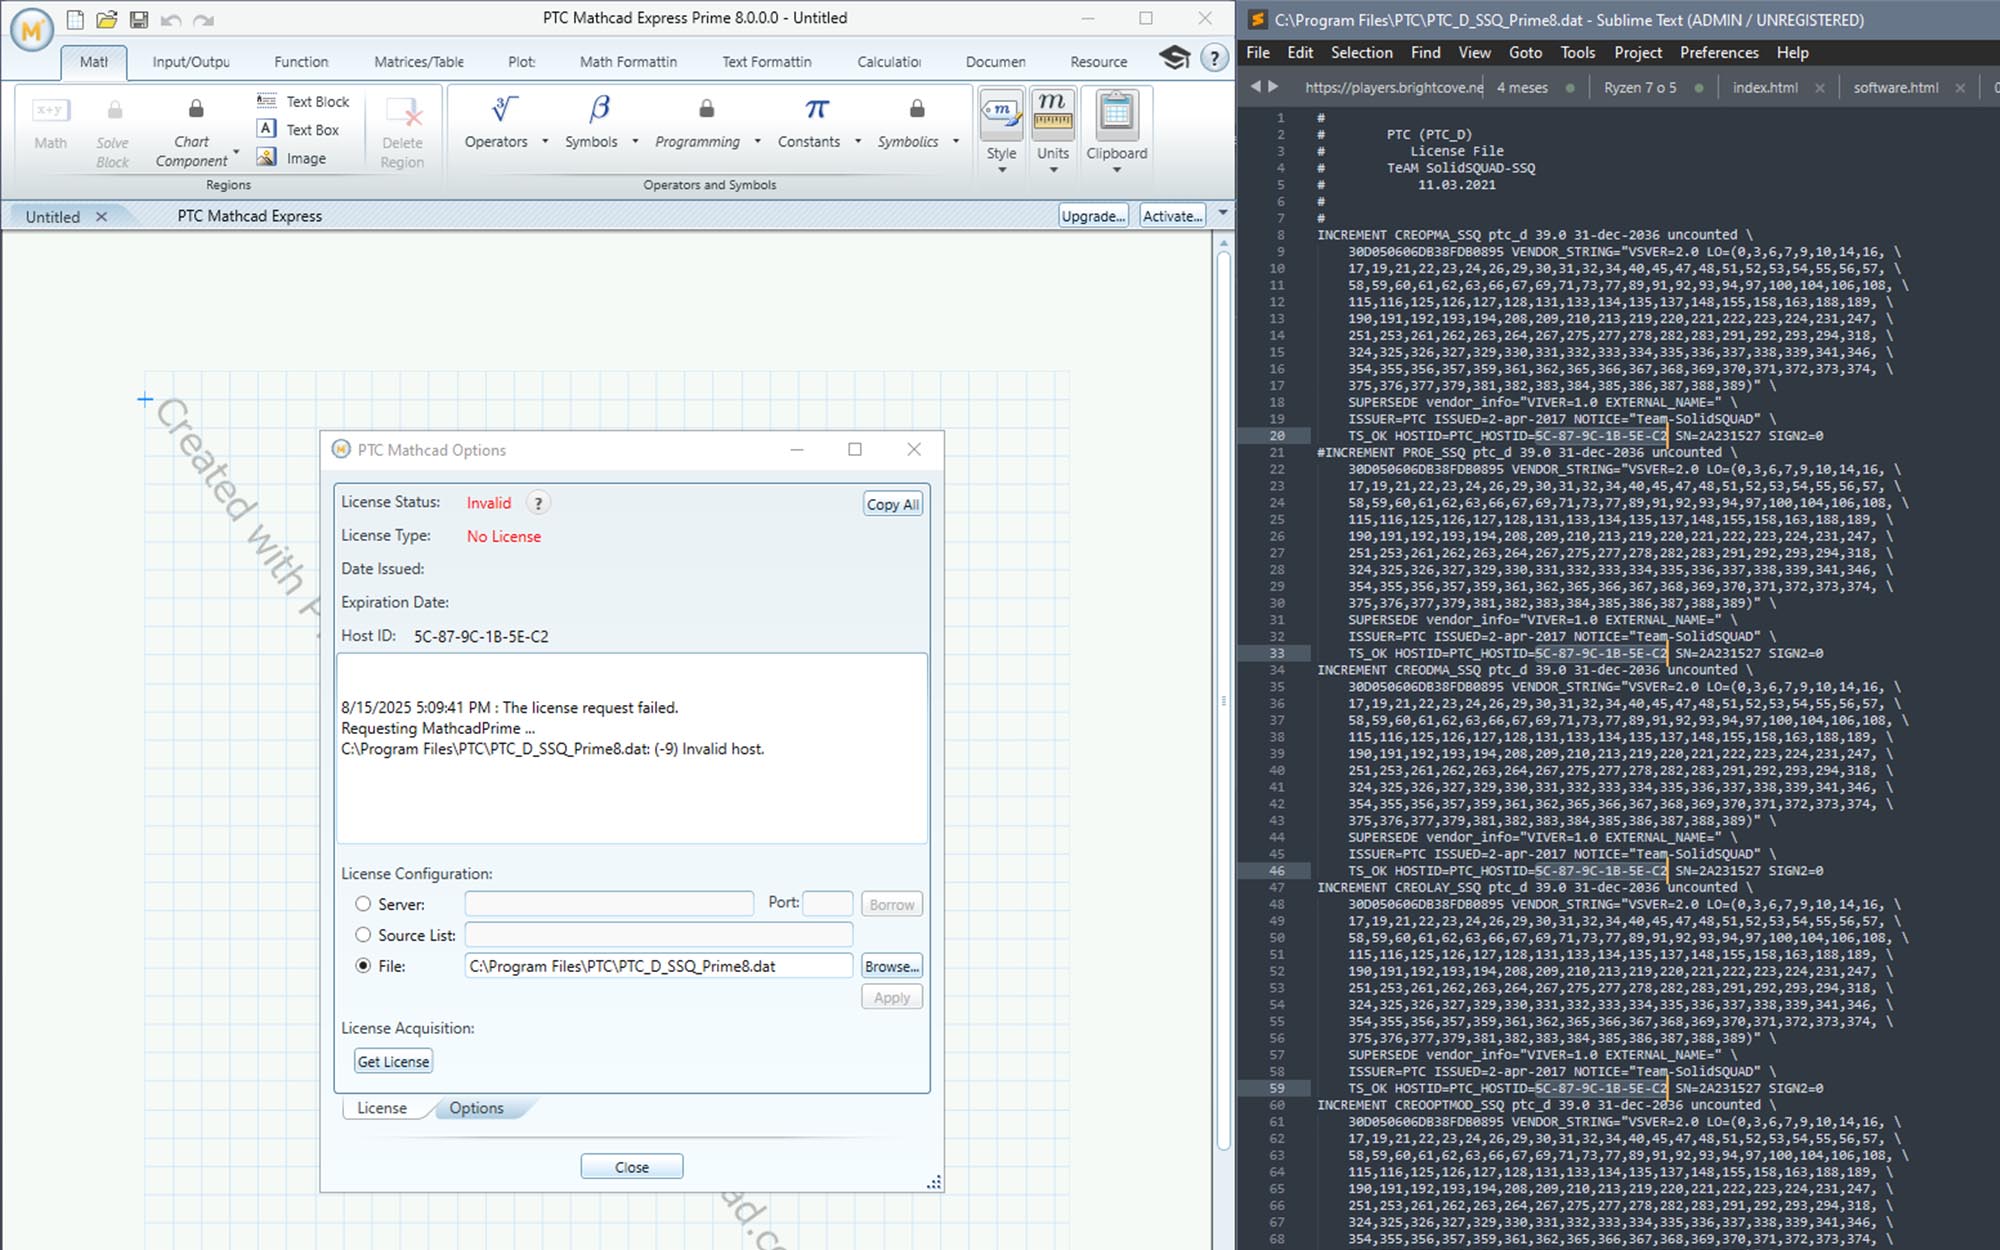 PTC Mathcad Express Prime 8.0.0.0 - Untitled
Math
Input/Outpu
Function
Matrices/Table
Plot:
Math Formattin
Text Formattin
Calculation
Documen
Resource
x+y
Math
Solve
Block
Chart
Component
Text Block
A Text Box
Image
Delete
Region
Regions
Operators
β
Symbols
Programming
π
Constants
Symbolics
Operators and Symbols
m
Style
m
Units
Clipboard
Untitled
PTC Mathcad Express
Upgrade...
Activate...
Created with P
ad.co
PTC Mathcad Options
License Status: Invalid ?
Copy All
License Type: No License
Date Issued:
Expiration Date:
Host ID: 5C-87-9C-1B-5E-C2
8/15/2025 5:09:41 PM : The license request failed.
Requesting MathcadPrime ...
C:\Program Files\PTC\PTC_D_SSQ_Prime8.dat: (-9) Invalid host.
License Configuration:
Server:
Port:
Borrow
Source List:
File: C:\Program Files\PTC\PTC_D_SSQ_Prime8.dat
Browse...
Apply
License Acquisition:
Get License
License
Options
Close
C:\Program Files\PTC\PTC_D_SSQ_Prime8.dat - Sublime Text (ADMIN / UNREGISTERED)
File Edit Selection Find View Goto Tools Project Preferences Help
https://players.brightcove.ne
4 meses
Ryzen 7 o 5
index.html
software.html
1 #
2 # PTC (PTC_D)
3 # License File
4 # TeAM SolidSQUAD-SSQ
5 # 11.03.2021
6 #
7 #
8 INCREMENT CREOPMA_SSQ ptc_d 39.0 31-dec-2036 uncounted \
9 30D050606DB38FDB0895 VENDOR_STRING="VSVER=2.0 LO=(0,3,6,7,9,10,14,16, \
10 17,19,21,22,23,24,26,29,30,31,32,34,40,45,47,48,51,52,53,54,55,56,57, \
11 58,59,60,61,62,63,66,67,69,71,73,77,89,91,92,93,94,97,100,104,106,108, \
12 115,116,125,126,127,128,131,133,134,135,137,148,155,158,163,188,189, \
13 190,191,192,193,194,208,209,210,213,219,220,221,222,223,224,231,247, \
14 251,253,261,262,263,264,267,275,277,278,282,283,291,292,293,294,318, \
15 324,325,326,327,329,330,331,332,333,334,335,336,337,338,339,341,346, \
16 354,355,356,357,359,361,362,365,366,367,368,369,370,371,372,373,374, \
17 375,376,377,379,381,382,383,384,385,386,387,388,389)" \
18 SUPERSEDE vendor_info="VIVER=1.0 EXTERNAL_NAME=" \
19 ISSUER=PTC ISSUED=2-apr-2017 NOTICE="Team-SolidSQUAD" \
20 TS_OK HOSTID=PTC_HOSTID=5C-87-9C-1B-5E-C2 SN=2A231527 SIGN2=0
21 #INCREMENT PROE_SSQ ptc_d 39.0 31-dec-2036 uncounted \
22 30D050606DB38FDB0895 VENDOR_STRING="VSVER=2.0 LO=(0,3,6,7,9,10,14,16, \
23 17,19,21,22,23,24,26,29,30,31,32,34,40,45,47,48,51,52,53,54,55,56,57, \
24 58,59,60,61,62,63,66,67,69,71,73,77,89,91,92,93,94,97,100,104,106,108, \
25 115,116,125,126,127,128,131,133,134,135,137,148,155,158,163,188,189, \
26 190,191,192,193,194,208,209,210,213,219,220,221,222,223,224,231,247, \
27 251,253,261,262,263,264,267,275,277,278,282,283,291,292,293,294,318, \
28 324,325,326,327,329,330,331,332,333,334,335,336,337,338,339,341,346, \
29 354,355,356,357,359,361,362,365,366,367,368,369,370,371,372,373,374, \
30 375,376,377,379,381,382,383,384,385,386,387,388,389)" \
31 SUPERSEDE vendor_info="VIVER=1.0 EXTERNAL_NAME=" \
32 ISSUER=PTC ISSUED=2-apr-2017 NOTICE="Team-SolidSQUAD" \
33 TS_OK HOSTID=PTC_HOSTID=5C-87-9C-1B-5E-C2 SN=2A231527 SIGN2=0
34 INCREMENT CREODMA_SSQ ptc_d 39.0 31-dec-2036 uncounted \
35 30D050606DB38FDB0895 VENDOR_STRING="VSVER=2.0 LO=(0,3,6,7,9,10,14,16, \
36 17,19,21,22,23,24,26,29,30,31,32,34,40,45,47,48,51,52,53,54,55,56,57, \
37 58,59,60,61,62,63,66,67,69,71,73,77,89,91,92,93,94,97,100,104,106,108, \
38 115,116,125,126,127,128,131,133,134,135,137,148,155,158,163,188,189, \
39 190,191,192,193,194,208,209,210,213,219,220,221,222,223,224,231,247, \
40 251,253,261,262,263,264,267,275,277,278,282,283,291,292,293,294,318, \
41 324,325,326,327,329,330,331,332,333,334,335,336,337,338,339,341,346, \
42 354,355,356,357,359,361,362,365,366,367,368,369,370,371,372,373,374, \
43 375,376,377,379,381,382,383,384,385,386,387,388,389)" \
44 SUPERSEDE vendor_info="VIVER=1.0 EXTERNAL_NAME=" \
45 ISSUER=PTC ISSUED=2-apr-2017 NOTICE="Team-SolidSQUAD" \
46 TS_OK HOSTID=PTC_HOSTID=5C-87-9C-1B-5E-C2 SN=2A231527 SIGN2=0
47 INCREMENT CREOLAY_SSQ ptc_d 39.0 31-dec-2036 uncounted \
48 30D050606DB38FDB0895 VENDOR_STRING="VSVER=2.0 LO=(0,3,6,7,9,10,14,16, \
49 17,19,21,22,23,24,26,29,30,31,32,34,40,45,47,48,51,52,53,54,55,56,57, \
50 58,59,60,61,62,63,66,67,69,71,73,77,89,91,92,93,94,97,100,104,106,108, \
51 115,116,125,126,127,128,131,133,134,135,137,148,155,158,163,188,189, \
52 190,191,192,193,194,208,209,210,213,219,220,221,222,223,224,231,247, \
53 251,253,261,262,263,264,267,275,277,278,282,283,291,292,293,294,318, \
54 324,325,326,327,329,330,331,332,333,334,335,336,337,338,339,341,346, \
55 354,355,356,357,359,361,362,365,366,367,368,369,370,371,372,373,374, \
56 375,376,377,379,381,382,383,384,385,386,387,388,389)" \
57 SUPERSEDE vendor_info="VIVER=1.0 EXTERNAL_NAME=" \
58 ISSUER=PTC ISSUED=2-apr-2017 NOTICE="Team-SolidSQUAD" \
59 TS_OK HOSTID=PTC_HOSTID=5C-87-9C-1B-5E-C2 SN=2A231527 SIGN2=0
60 INCREMENT CREOOPTMOD_SSQ ptc_d 39.0 31-dec-2036 uncounted \
61 30D050606DB38FDB0895 VENDOR_STRING="VSVER=2.0 LO=(0,3,6,7,9,10,14,16, \
62 17,19,21,22,23,24,26,29,30,31,32,34,40,45,47,48,51,52,53,54,55,56,57, \
63 58,59,60,61,62,63,66,67,69,71,73,77,89,91,92,93,94,97,100,104,106,108, \
64 115,116,125,126,127,128,131,133,134,135,137,148,155,158,163,188,189, \
65 190,191,192,193,194,208,209,210,213,219,220,221,222,223,224,231,247, \
66 251,253,261,262,263,264,267,275,277,278,282,283,291,292,293,294,318, \
67 324,325,326,327,329,330,331,332,333,334,335,336,337,338,339,341,346, \
68 354,355,356,357,359,361,362,365,366,367,368,369,370,371,372,373,374, \